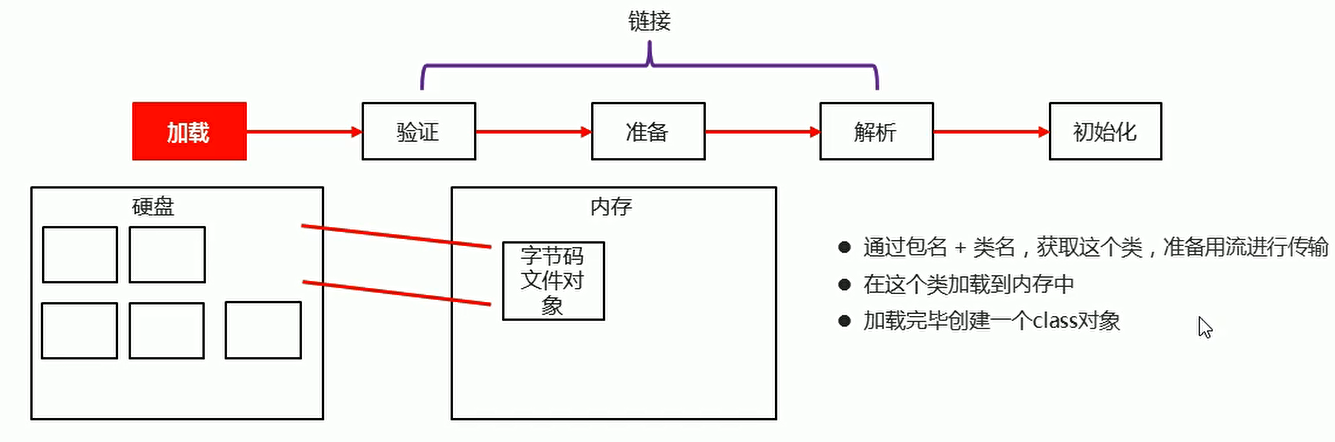 链接
加载
验证
准备
解析
初始化
硬盘
内存
字节码
文件对
象
通过包名 + 类名，获取这个类，准备用流进行传输
在这个类加载到内存中
加载完毕创建一个class对象